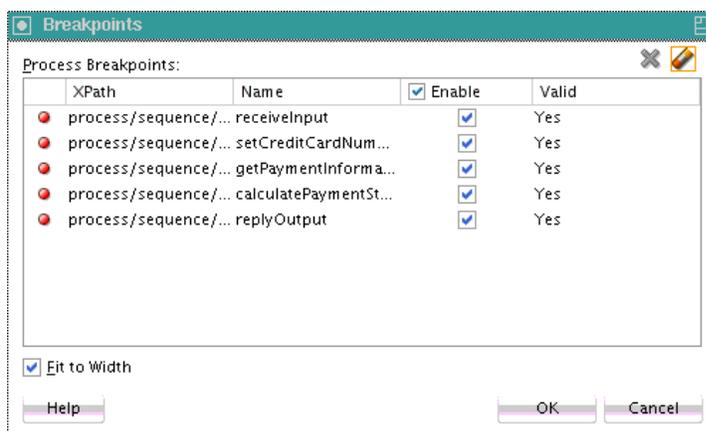 Breakpoints
Process Breakpoints:
XPath Name Enable Valid
process/sequence/... receiveInput Yes
process/sequence/... setCreditCardNum... Yes
process/sequence/... getPaymentInforma... Yes
process/sequence/... calculatePaymentSt... Yes
process/sequence/... replyOutput Yes
Fit to Width
Help OK Cancel